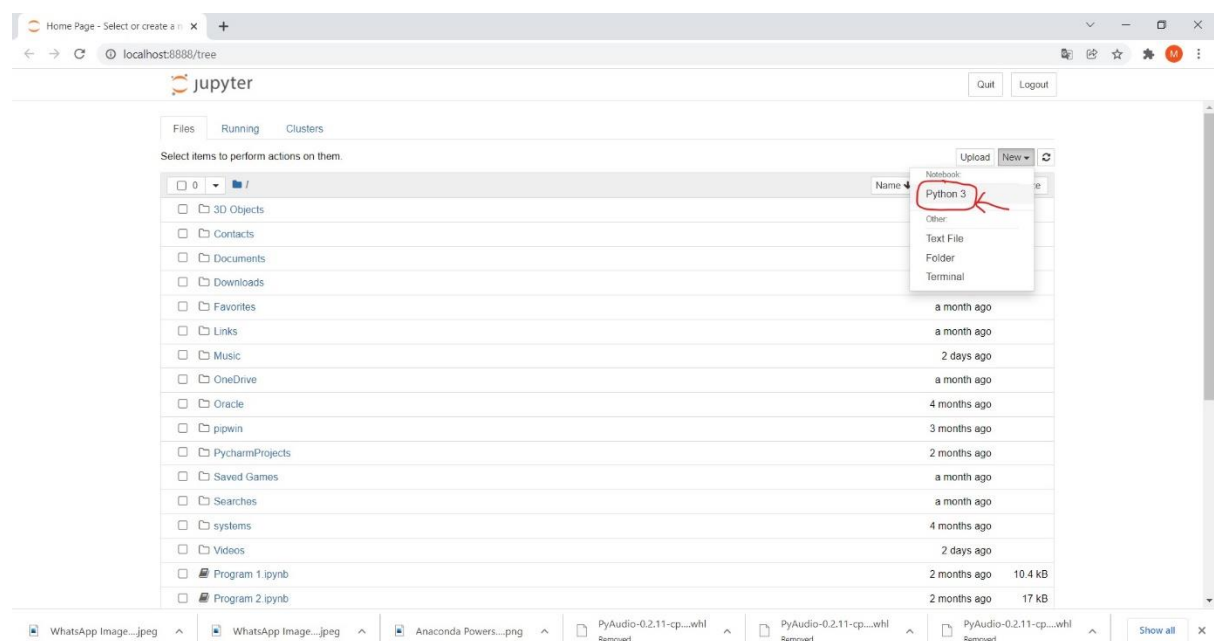 Home Page - Select or create a n
localhost:8888/tree
M
jupyter
Quit Logout
Files Running Clusters
Select items to perform actions on them.
Upload New
0 /
Name
Notebook:
Python 3
Other:
Text File
Folder
Terminal
3D Objects
Contacts
Documents
Downloads
Favorites a month ago
Links a month ago
Music 2 days ago
OneDrive a month ago
Oracle 4 months ago
pipwin 3 months ago
PycharmProjects 2 months ago
Saved Games a month ago
Searches a month ago
systems 4 months ago
Videos 2 days ago
Program 1.ipynb 2 months ago 10.4 kB
Program 2.ipynb 2 months ago 17 kB
WhatsApp Image....jpeg WhatsApp Image....jpeg Anaconda Powers....png PyAudio-0.2.11-cp....whl PyAudio-0.2.11-cp....whl PyAudio-0.2.11-cp....whl Show all
Removed Removed Removed